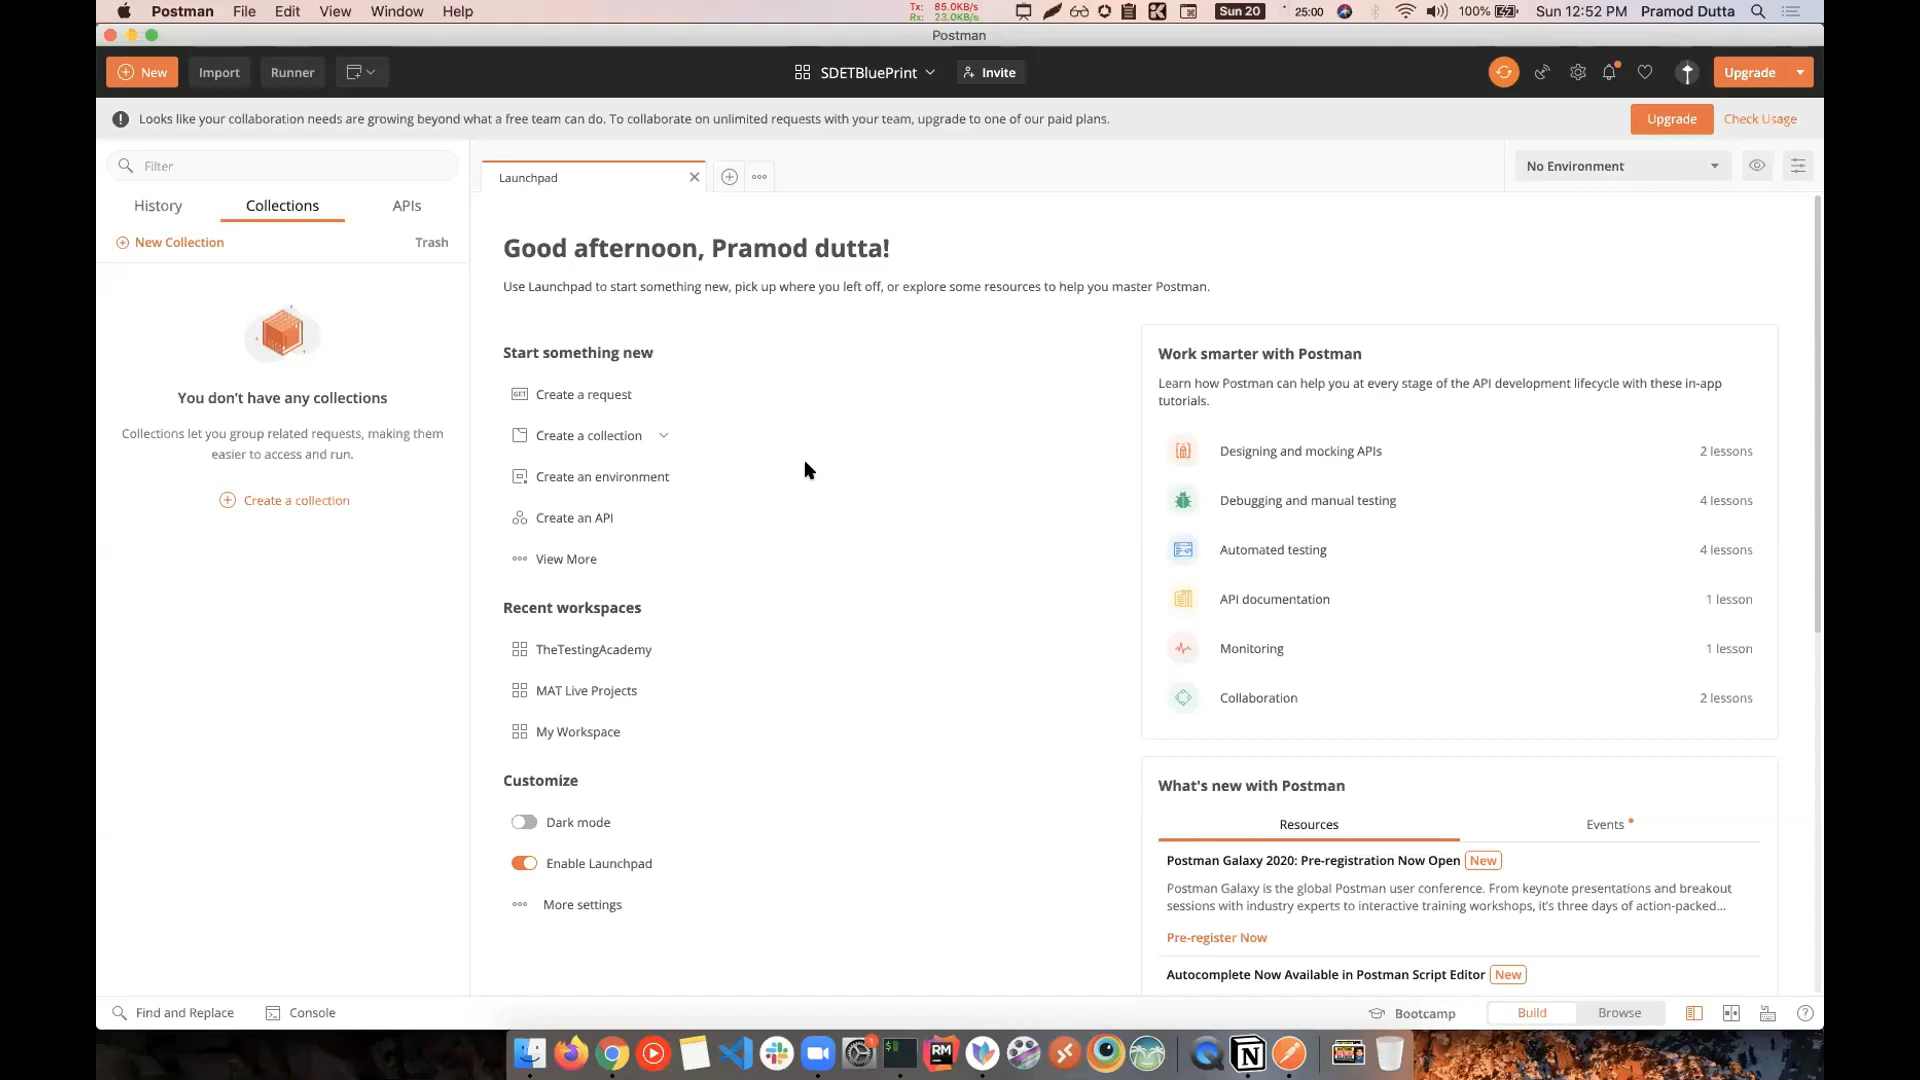 Postman File Edit View Window Help
Tx: 85.0KB/s
Rx: 23.0KB/s
Sun 20 25:00 100% Sun 12:52 PM Pramod Dutta
Postman
New Import Runner SDETBluePrint Invite Upgrade
Looks like your collaboration needs are growing beyond what a free team can do. To collaborate on unlimited requests with your team, upgrade to one of our paid plans. Upgrade Check Usage
Filter
Launchpad
No Environment
History Collections APIs
New Collection Trash
You don't have any collections
Collections let you group related requests, making them
easier to access and run.
Create a collection
Good afternoon, Pramod dutta!
Use Launchpad to start something new, pick up where you left off, or explore some resources to help you master Postman.
Start something new
GET Create a request
Create a collection
Create an environment
Create an API
View More
Recent workspaces
TheTestingAcademy
MAT Live Projects
My Workspace
Customize
Dark mode
Enable Launchpad
More settings
Work smarter with Postman
Learn how Postman can help you at every stage of the API development lifecycle with these in-app
tutorials.
Designing and mocking APIs 2 lessons
Debugging and manual testing 4 lessons
Automated testing 4 lessons
API documentation 1 lesson
Monitoring 1 lesson
Collaboration 2 lessons
What's new with Postman
Resources Events
Postman Galaxy 2020: Pre-registration Now Open New
Postman Galaxy is the global Postman user conference. From keynote presentations and breakout
sessions with industry experts to interactive training workshops, it's three days of action-packed...
Pre-register Now
Autocomplete Now Available in Postman Script Editor New
Find and Replace Console Bootcamp Build Browse
1 $ RM N